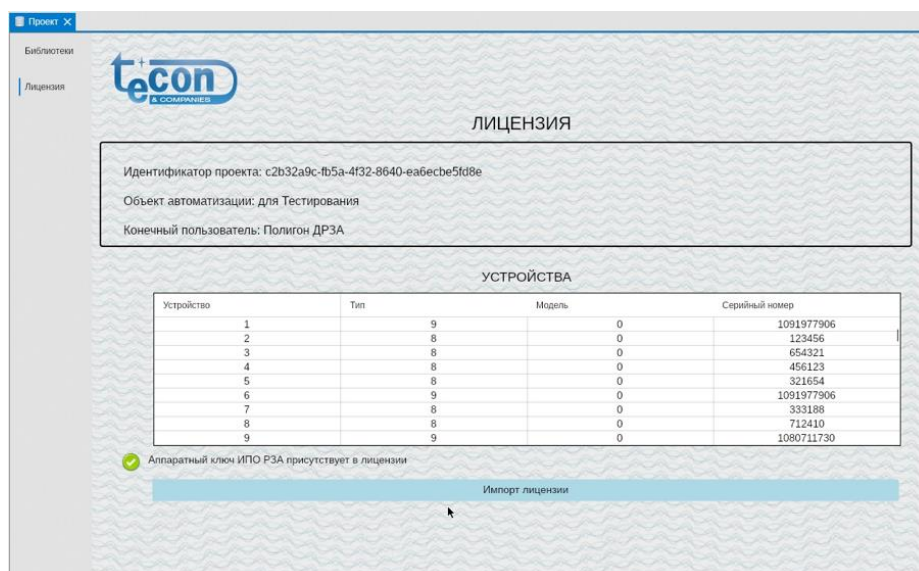 Проект
Библиотеки
Лицензия
tecon
& COMPANIES
ЛИЦЕНЗИЯ
Идентификатор проекта: c2b32a9c-fb5a-4f32-8640-ea6ecbe5fd8e
Объект автоматизации: для Тестирования
Конечный пользователь: Полигон ДРЗА
УСТРОЙСТВА
Устройство Тип Модель Серийный номер
1 9 0 1091977906
2 8 0 123456
3 8 0 654321
4 8 0 456123
5 8 0 321654
6 9 0 1091977906
7 8 0 333188
8 8 0 712410
9 9 0 1080711730
Аппаратный ключ ИПО РЗА присутствует в лицензии
Импорт лицензии